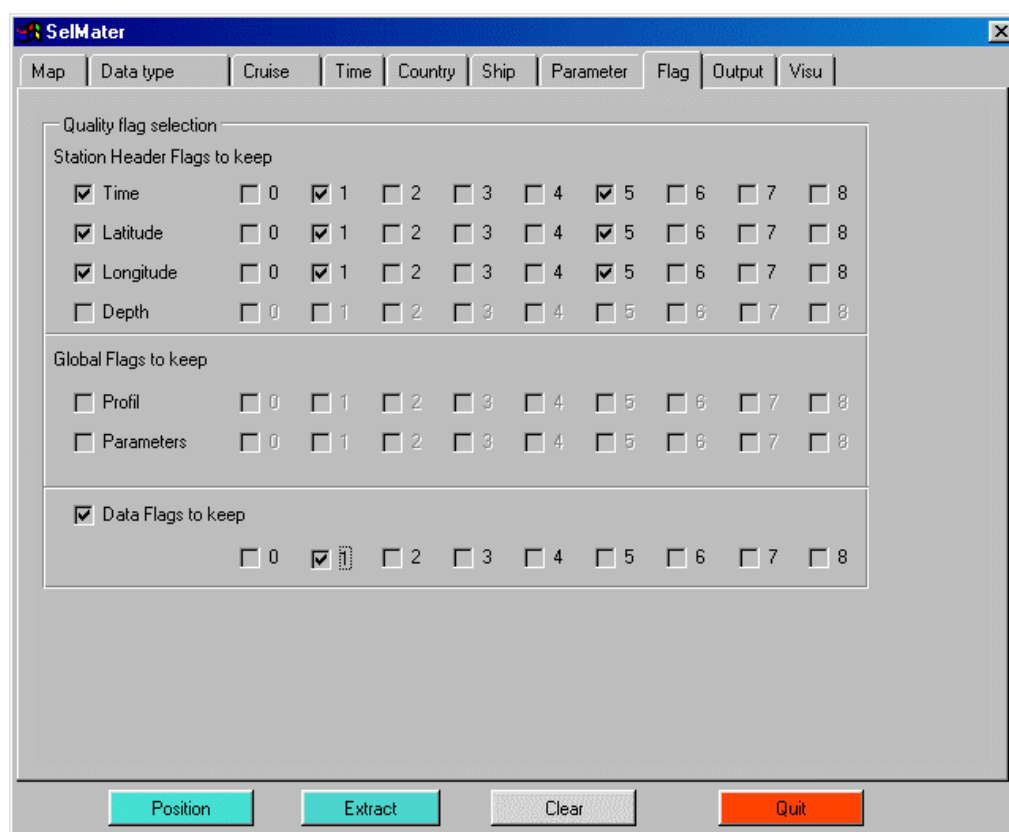 SelMater
Map Data type Cruise Time Country Ship Parameter Flag Output Visu
Quality flag selection
Station Header Flags to keep
Time 0 1 2 3 4 5 6 7 8
Latitude 0 1 2 3 4 5 6 7 8
Longitude 0 1 2 3 4 5 6 7 8
Depth 0 1 2 3 4 5 6 7 8
Global Flags to keep
Profil 0 1 2 3 4 5 6 7 8
Parameters 0 1 2 3 4 5 6 7 8
Data Flags to keep
0 1 2 3 4 5 6 7 8
Position Extract Clear Quit